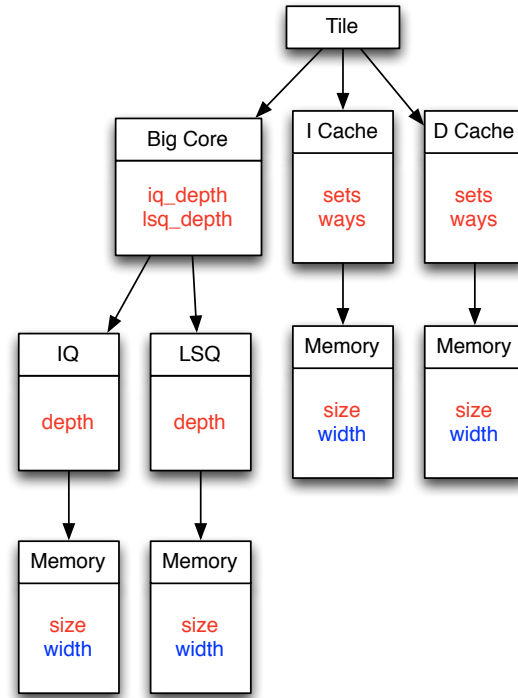 Tile
Big Core
iq_depth
lsq_depth
I Cache
sets
ways
D Cache
sets
ways
IQ
depth
LSQ
depth
Memory
size
width
Memory
size
width
Memory
size
width
Memory
size
width